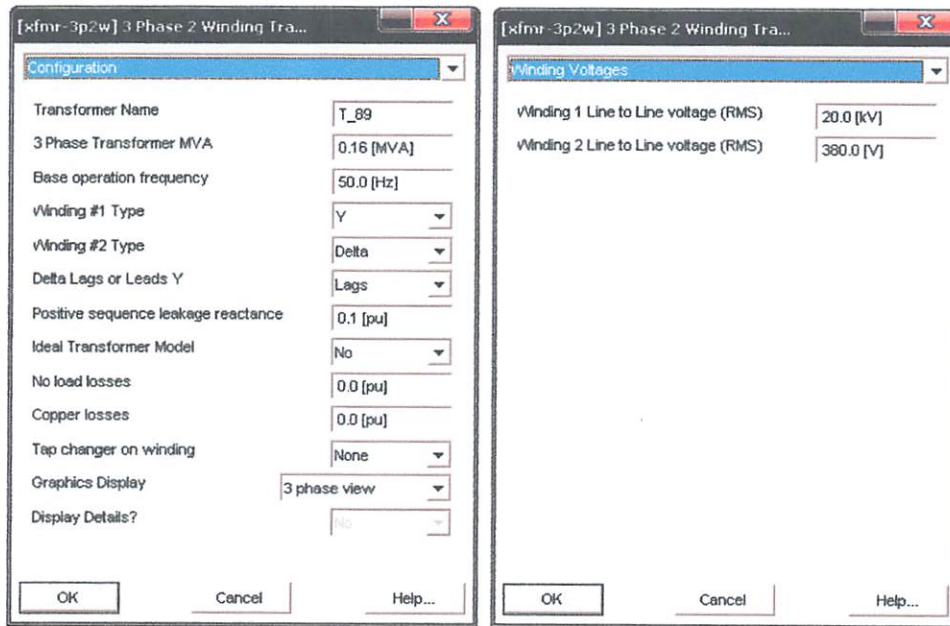 [xfmr-3p2w] 3 Phase 2 Winding Tra...
Configuration
Transformer Name T_89
3 Phase Transformer MVA 0.16 [MVA]
Base operation frequency 50.0 [Hz]
Winding #1 Type Y
Winding #2 Type Delta
Delta Lags or Leads Y Lags
Positive sequence leakage reactance 0.1 [pu]
Ideal Transformer Model No
No load losses 0.0 [pu]
Copper losses 0.0 [pu]
Tap changer on winding None
Graphics Display 3 phase view
Display Details? No
OK Cancel Help...
[xfmr-3p2w] 3 Phase 2 Winding Tra...
Winding Voltages
Winding 1 Line to Line voltage (RMS) 20.0 [kV]
Winding 2 Line to Line voltage (RMS) 380.0 [V]
OK Cancel Help...